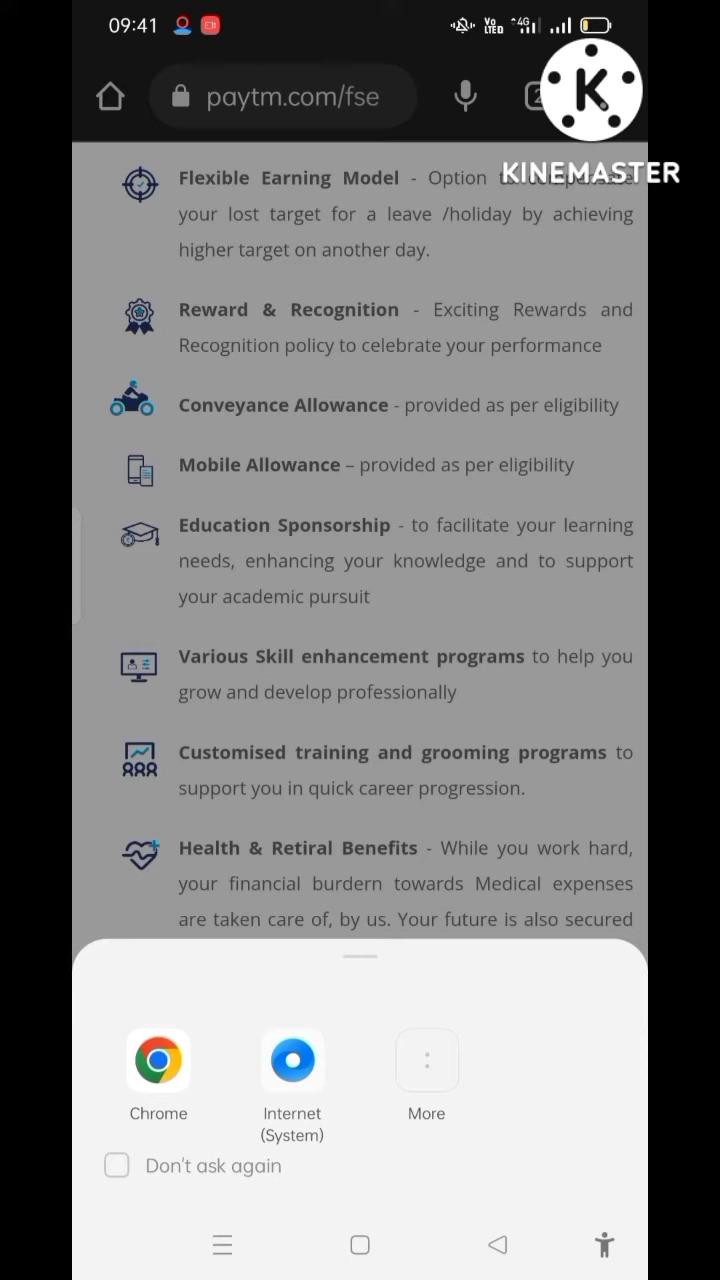 09:41
Vo LTED 4G
paytm.com/fse
K
KINEMASTER
Flexible Earning Model - Option to compensate
your lost target for a leave /holiday by achieving
higher target on another day.
Reward & Recognition - Exciting Rewards and
Recognition policy to celebrate your performance
Conveyance Allowance - provided as per eligibility
Mobile Allowance – provided as per eligibility
Education Sponsorship - to facilitate your learning
needs, enhancing your knowledge and to support
your academic pursuit
Various Skill enhancement programs to help you
grow and develop professionally
Customised training and grooming programs to
support you in quick career progression.
Health & Retiral Benefits - While you work hard,
your financial burdern towards Medical expenses
are taken care of, by us. Your future is also secured
Chrome
Internet
(System)
More
Don't ask again